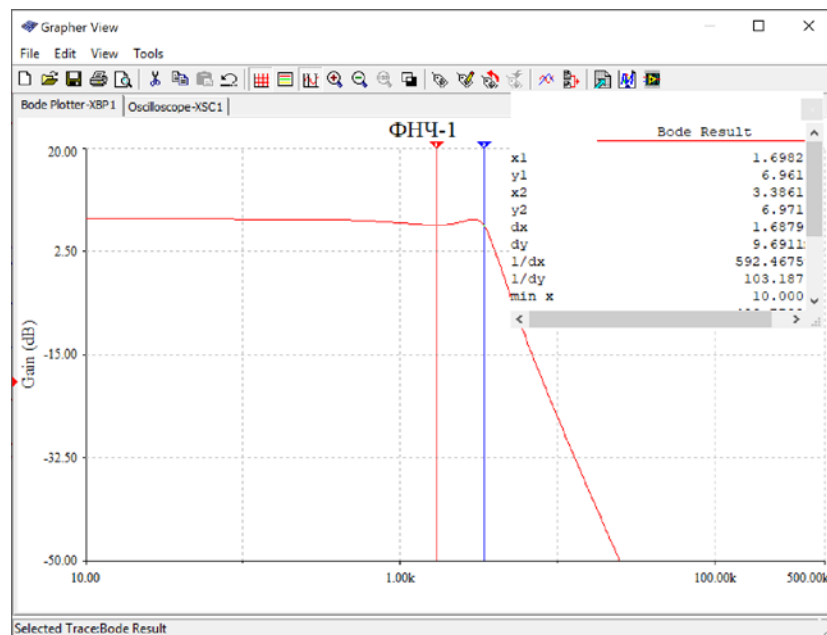 Grapher View
File Edit View Tools
Bode Plotter-XBP1 Oscilloscope-XSC1
ФНЧ-1
Bode Result
x1 1.6982
y1 6.961
x2 3.3861
y2 6.971
dx 1.6879
dy 9.6911
1/dx 592.4675
1/dy 103.187
min x 10.000
Gain (dB)
20.00
2.50
-15.00
-32.50
-50.00
10.00 1.00k 100.00k 500.00k
Selected Trace:Bode Result